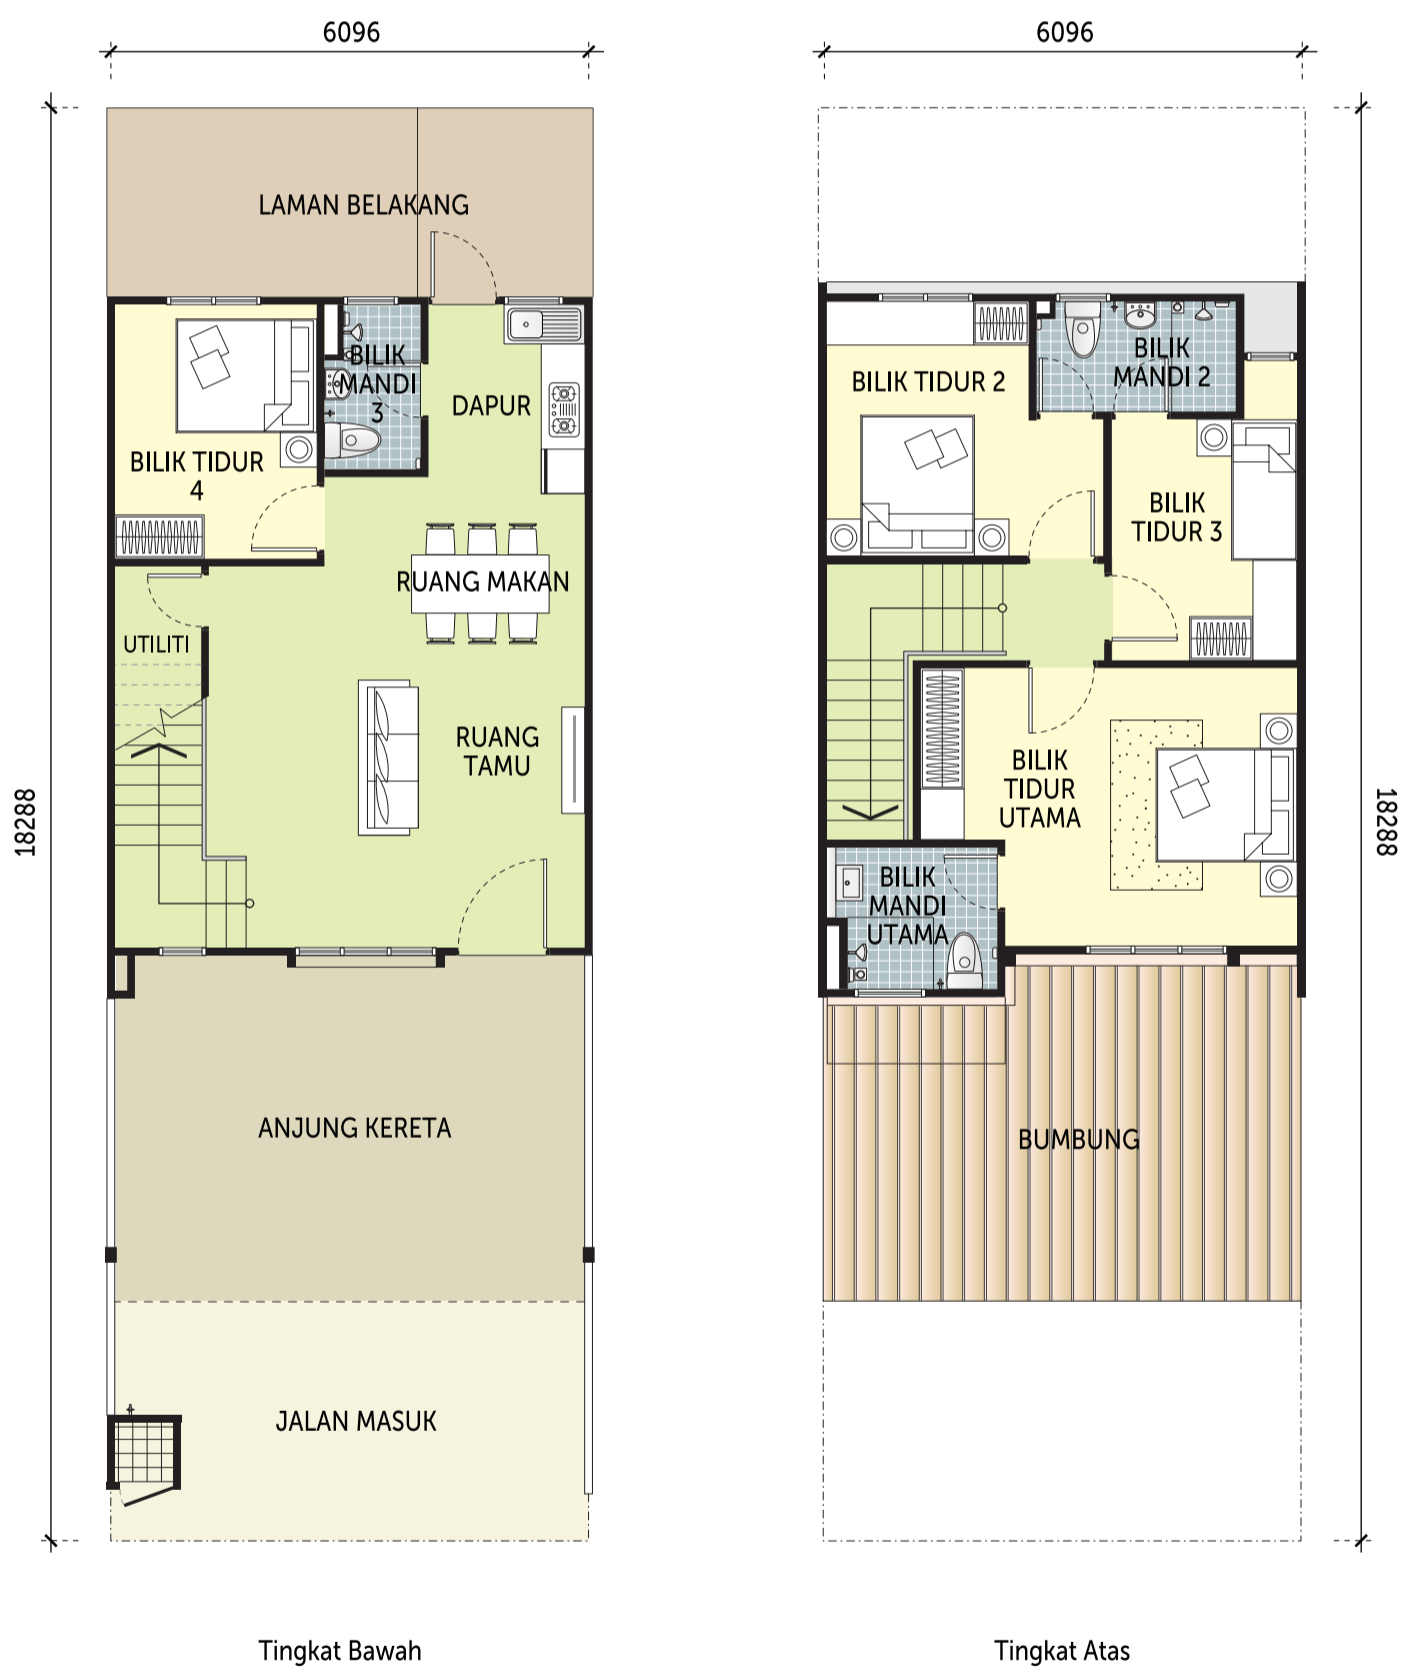 6096
LAMAN BELAKANG
BILIK
MANDI
3
DAPUR
BILIK TIDUR
4
RUANG MAKAN
UTILITI
RUANG
TAMU
18288
ANJUNG KERETA
JALAN MASUK
Tingkat Bawah
6096
BILIK
MANDI 2
BILIK TIDUR 2
BILIK
TIDUR 3
BILIK
TIDUR
UTAMA
18288
BILIK
MANDI
UTAMA
BUMBUNG
Tingkat Atas